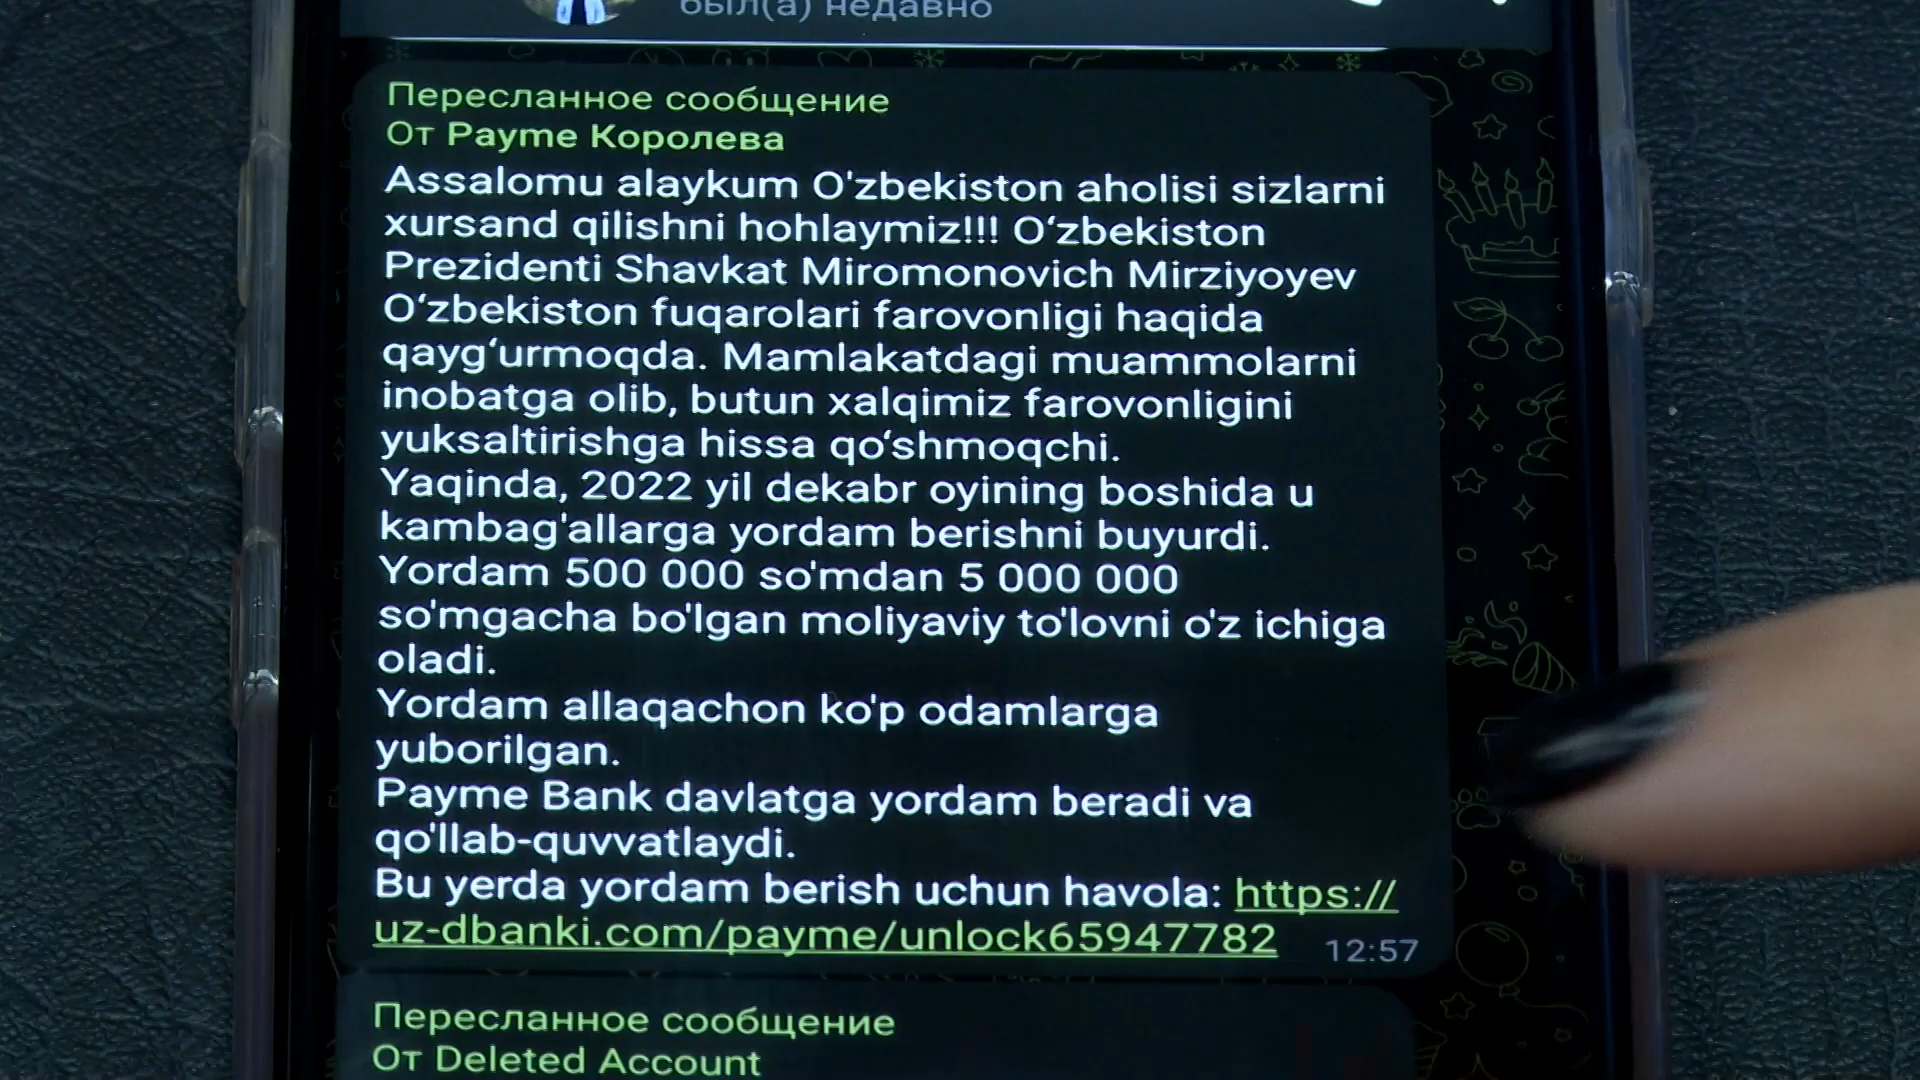 был(а) недавно
Пересланное сообщение
От Payme Королева
Assalomu alaykum O'zbekiston aholisi sizlarni
xursand qilishni hohlaymiz!!! O‘zbekiston
Prezidenti Shavkat Miromonovich Mirziyoyev
O‘zbekiston fuqarolari farovonligi haqida
qayg‘urmoqda. Mamlakatdagi muammolarni
inobatga olib, butun xalqimiz farovonligini
yuksaltirishga hissa qo‘shmoqchi.
Yaqinda, 2022 yil dekabr oyining boshida u
kambag'allarga yordam berishni buyurdi.
Yordam 500 000 so'mdan 5 000 000
so'mgacha bo'lgan moliyaviy to'lovni o'z ichiga
oladi.
Yordam allaqachon ko'p odamlarga
yuborilgan.
Payme Bank davlatga yordam beradi va
qo'llab-quvvatlaydi.
Bu yerda yordam berish uchun havola: https://
uz-dbanki.com/payme/unlock65947782 12:57
Пересланное сообщение
От Deleted Account